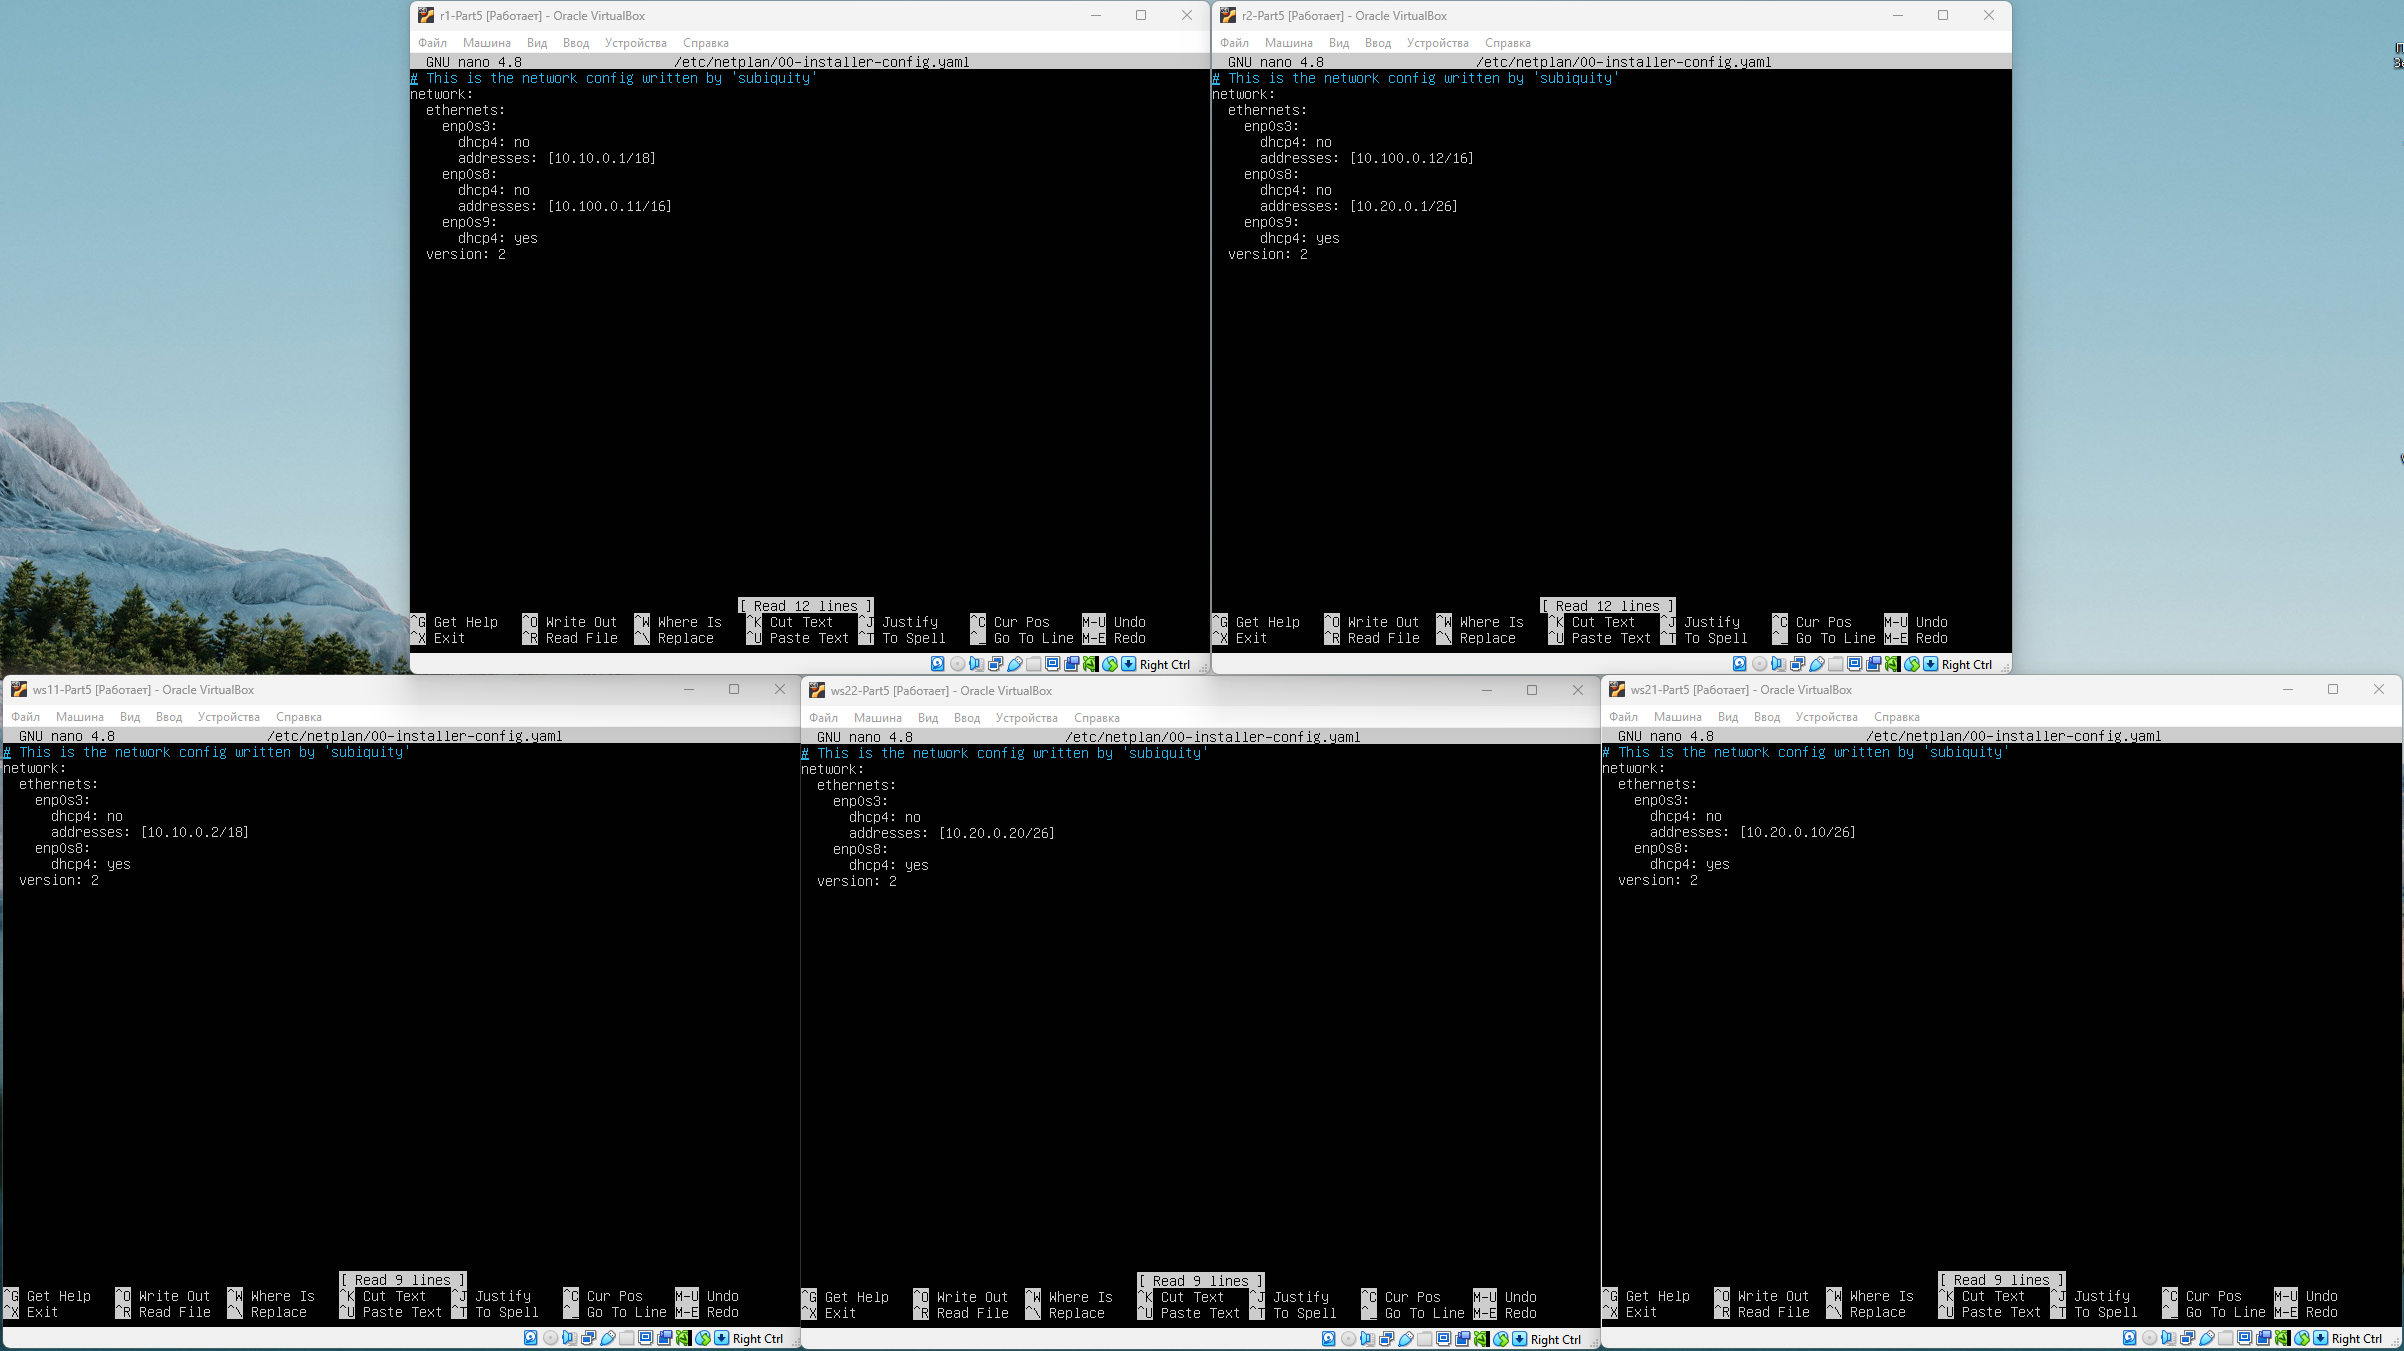 r1-Part5 [Работает] - Oracle VirtualBox
Файл Машина Вид Ввод Устройства Справка
GNU nano 4.8 /etc/netplan/00-installer-config.yaml
# This is the network config written by 'subiquity'
network:
  ethernets:
    enp0s3:
      dhcp4: no
      addresses: [10.10.0.1/18]
    enp0s8:
      dhcp4: no
      addresses: [10.100.0.11/16]
    enp0s9:
      dhcp4: yes
  version: 2
[ Read 12 lines ]
^G Get Help ^O Write Out ^W Where Is ^K Cut Text ^J Justify ^C Cur Pos M-U Undo
^X Exit ^R Read File ^\ Replace ^U Paste Text ^T To Spell ^_ Go To Line M-E Redo
Right Ctrl
r2-Part5 [Работает] - Oracle VirtualBox
Файл Машина Вид Ввод Устройства Справка
GNU nano 4.8 /etc/netplan/00-installer-config.yaml
# This is the network config written by 'subiquity'
network:
  ethernets:
    enp0s3:
      dhcp4: no
      addresses: [10.100.0.12/16]
    enp0s8:
      dhcp4: no
      addresses: [10.20.0.1/26]
    enp0s9:
      dhcp4: yes
  version: 2
[ Read 12 lines ]
^G Get Help ^O Write Out ^W Where Is ^K Cut Text ^J Justify ^C Cur Pos M-U Undo
^X Exit ^R Read File ^\ Replace ^U Paste Text ^T To Spell ^_ Go To Line M-E Redo
Right Ctrl
ws11-Part5 [Работает] - Oracle VirtualBox
Файл Машина Вид Ввод Устройства Справка
GNU nano 4.8 /etc/netplan/00-installer-config.yaml
# This is the network config written by 'subiquity'
network:
  ethernets:
    enp0s3:
      dhcp4: no
      addresses: [10.10.0.2/18]
    enp0s8:
      dhcp4: yes
  version: 2
[ Read 9 lines ]
^G Get Help ^O Write Out ^W Where Is ^K Cut Text ^J Justify ^C Cur Pos M-U Undo
^X Exit ^R Read File ^\ Replace ^U Paste Text ^T To Spell ^_ Go To Line M-E Redo
Right Ctrl
ws22-Part5 [Работает] - Oracle VirtualBox
Файл Машина Вид Ввод Устройства Справка
GNU nano 4.8 /etc/netplan/00-installer-config.yaml
# This is the network config written by 'subiquity'
network:
  ethernets:
    enp0s3:
      dhcp4: no
      addresses: [10.20.0.20/26]
    enp0s8:
      dhcp4: yes
  version: 2
[ Read 9 lines ]
^G Get Help ^O Write Out ^W Where Is ^K Cut Text ^J Justify ^C Cur Pos M-U Undo
^X Exit ^R Read File ^\ Replace ^U Paste Text ^T To Spell ^_ Go To Line M-E Redo
Right Ctrl
ws21-Part5 [Работает] - Oracle VirtualBox
Файл Машина Вид Ввод Устройства Справка
GNU nano 4.8 /etc/netplan/00-installer-config.yaml
# This is the network config written by 'subiquity'
network:
  ethernets:
    enp0s3:
      dhcp4: no
      addresses: [10.20.0.10/26]
    enp0s8:
      dhcp4: yes
  version: 2
[ Read 9 lines ]
^G Get Help ^O Write Out ^W Where Is ^K Cut Text ^J Justify ^C Cur Pos M-U Undo
^X Exit ^R Read File ^\ Replace ^U Paste Text ^T To Spell ^_ Go To Line M-E Redo
Right Ctrl